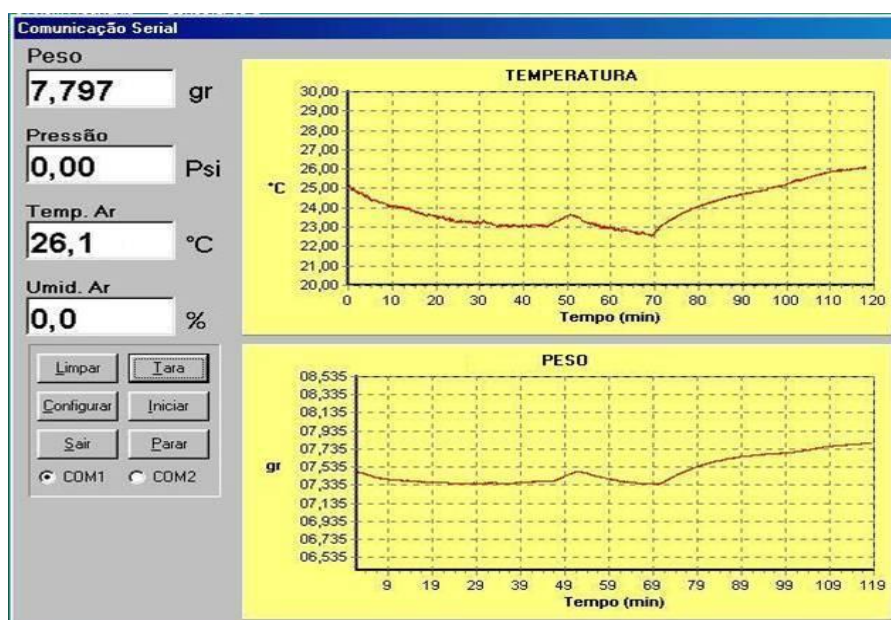 Comunicação Serial
Peso
7,797 gr
Pressão
0,00 Psi
Temp. Ar
26,1 °C
Umid. Ar
0,0 %
Limpar Tara
Configurar Iniciar
Sair Parar
COM1 COM2
TEMPERATURA
30,00
29,00
28,00
27,00
26,00
25,00
24,00
23,00
22,00
21,00
20,00
°C
0 10 20 30 40 50 60 70 80 90 100 110 120
Tempo (min)
PESO
08,535
08,335
08,135
07,935
07,735
07,535
07,335
07,135
06,935
06,735
06,535
gr
9 19 29 39 49 59 69 79 89 99 109 119
Tempo (min)